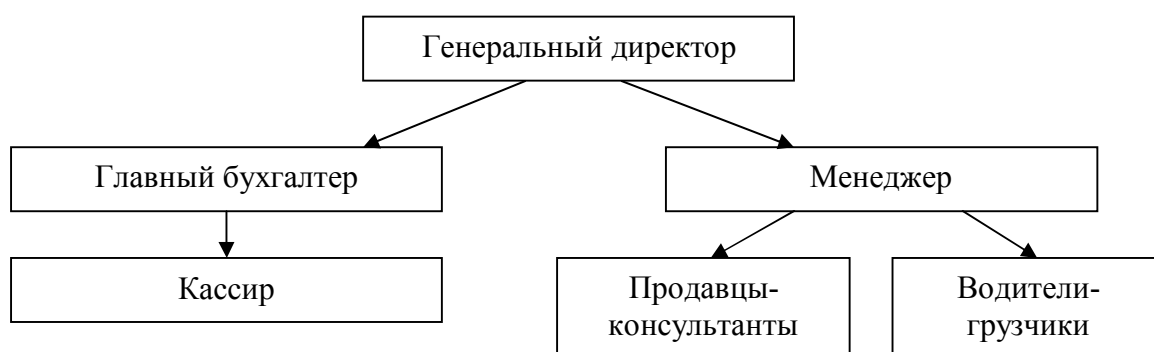 Генеральный директор
Главный бухгалтер
Менеджер
Кассир
Продавцы-
консультанты
Водители-
грузчики